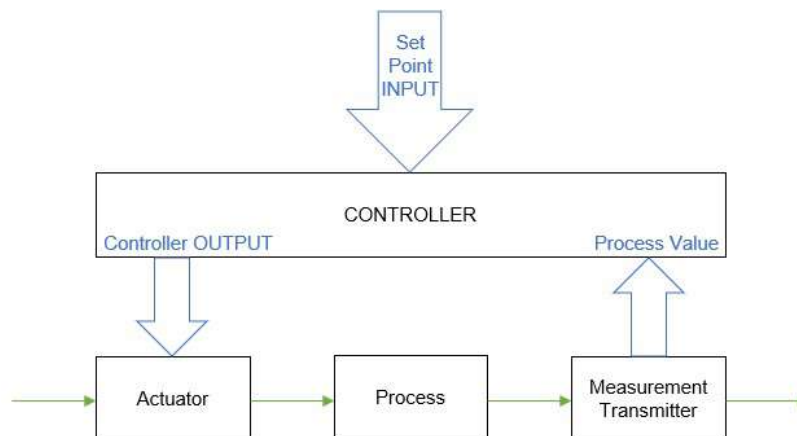 Set
Point
INPUT
CONTROLLER
Controller OUTPUT
Process Value
Actuator
Process
Measurement
Transmitter